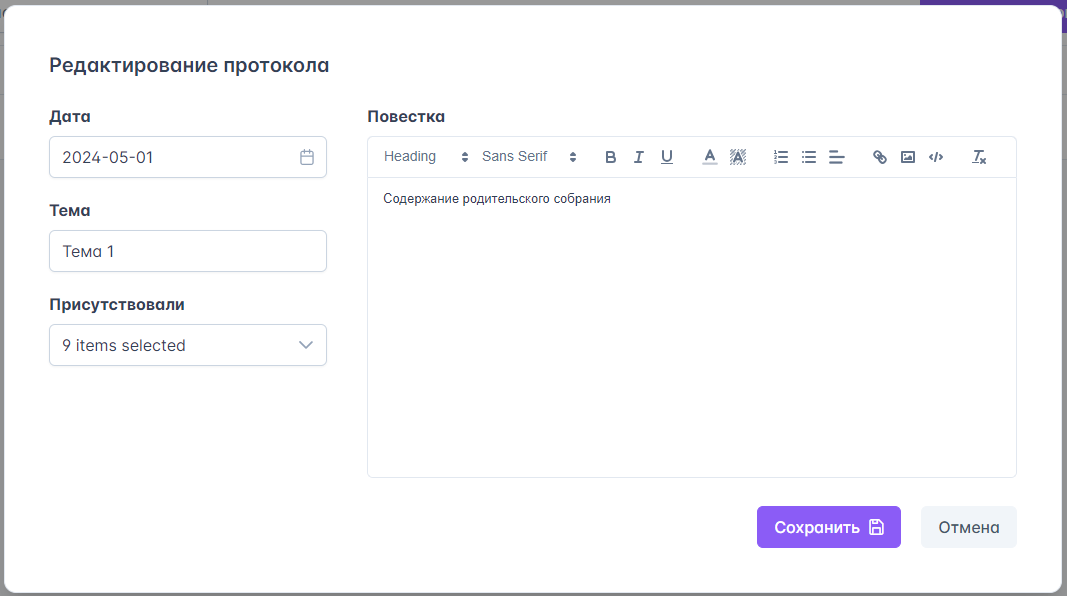 Редактирование протокола
Дата
2024-05-01
Тема
Тема 1
Присутствовали
9 items selected
Повестка
Heading Sans Serif B I U A A
Содержание родительского собрания
Сохранить Отмена